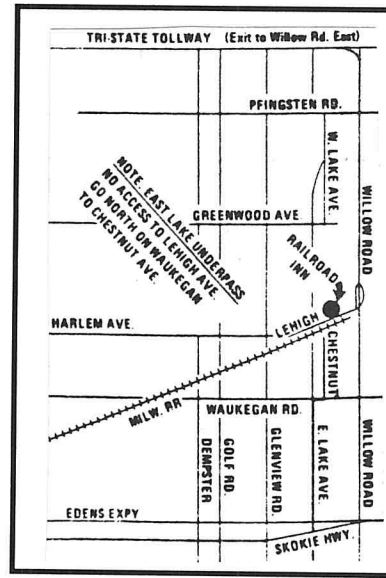 TRI-STATE TOLLWAY (Exit to Willow Rd. East)
PFINGSTEN RD.
W. LAKE AVE.
WILLOW ROAD
NOTE. EAST LAKE UNDERPASS
NO ACCESS TO LEHIGH AVE.
GO NORTH ON WAUKEGAN
TO CHESTNUT AVE.
GREENWOOD AVE
RAILROAD
INN
HARLEM AVE.
LEHIGH
CHESTNUT
MILW. RR
WAUKEGAN RD.
DEMPSTER
GOLF RD.
GLENVIEW RD.
E. LAKE AVE.
WILLOW ROAD
EDENS EXPY
SKOKIE HWY.